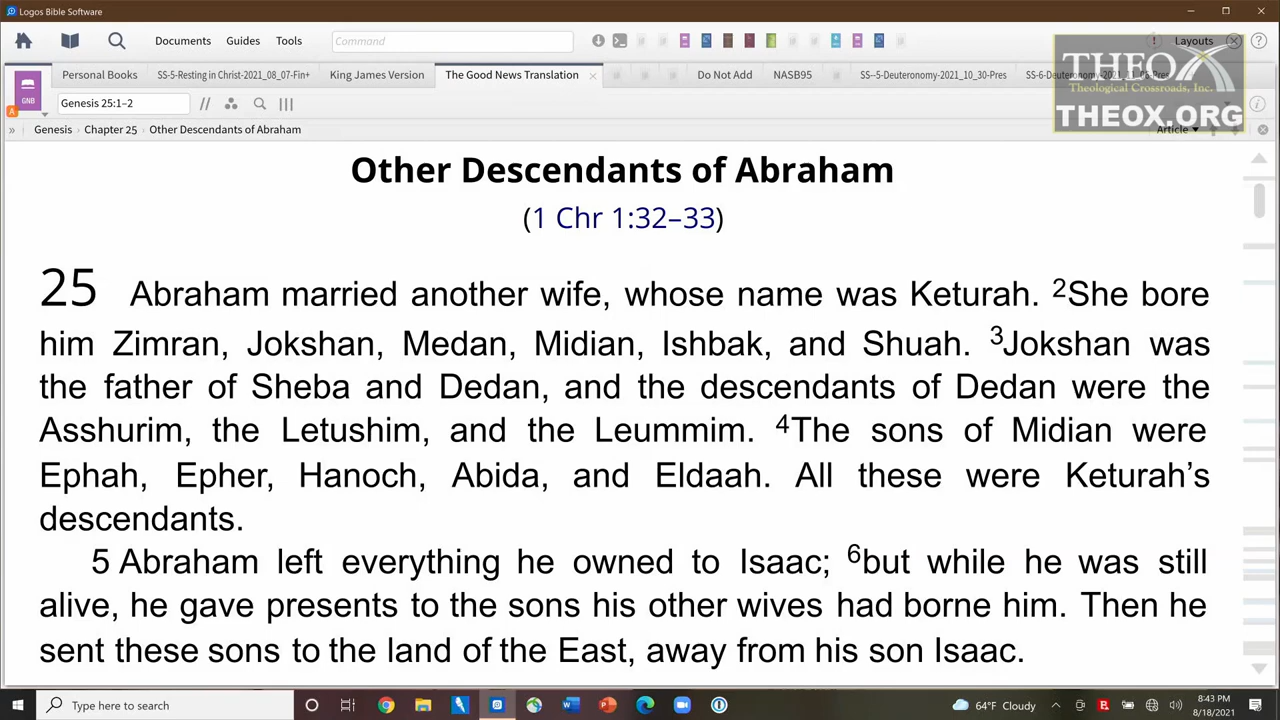 Logos Bible Software
Documents Guides Tools Command Layouts
Personal Books SS-5-Resting in Christ-2021_08_07-Fin+ King James Version The Good News Translation Do Not Add NASB95 SS--5-Deuteronomy-2021_10_30-Pres SS-6-Deuteronomy-2021_11_06-Pres
GNB
A
Genesis 25:1–2
Genesis Chapter 25 Other Descendants of Abraham Article
THEOX
Theological Crossroads, Inc.
THEOX.ORG
Other Descendants of Abraham
(1 Chr 1:32–33)
25 Abraham married another wife, whose name was Keturah. 2She bore
him Zimran, Jokshan, Medan, Midian, Ishbak, and Shuah. 3Jokshan was
the father of Sheba and Dedan, and the descendants of Dedan were the
Asshurim, the Letushim, and the Leummim. 4The sons of Midian were
Ephah, Epher, Hanoch, Abida, and Eldaah. All these were Keturah’s
descendants.
5 Abraham left everything he owned to Isaac; 6but while he was still
alive, he gave presents to the sons his other wives had borne him. Then he
sent these sons to the land of the East, away from his son Isaac.
Type here to search
64°F Cloudy
8:43 PM
8/18/2021